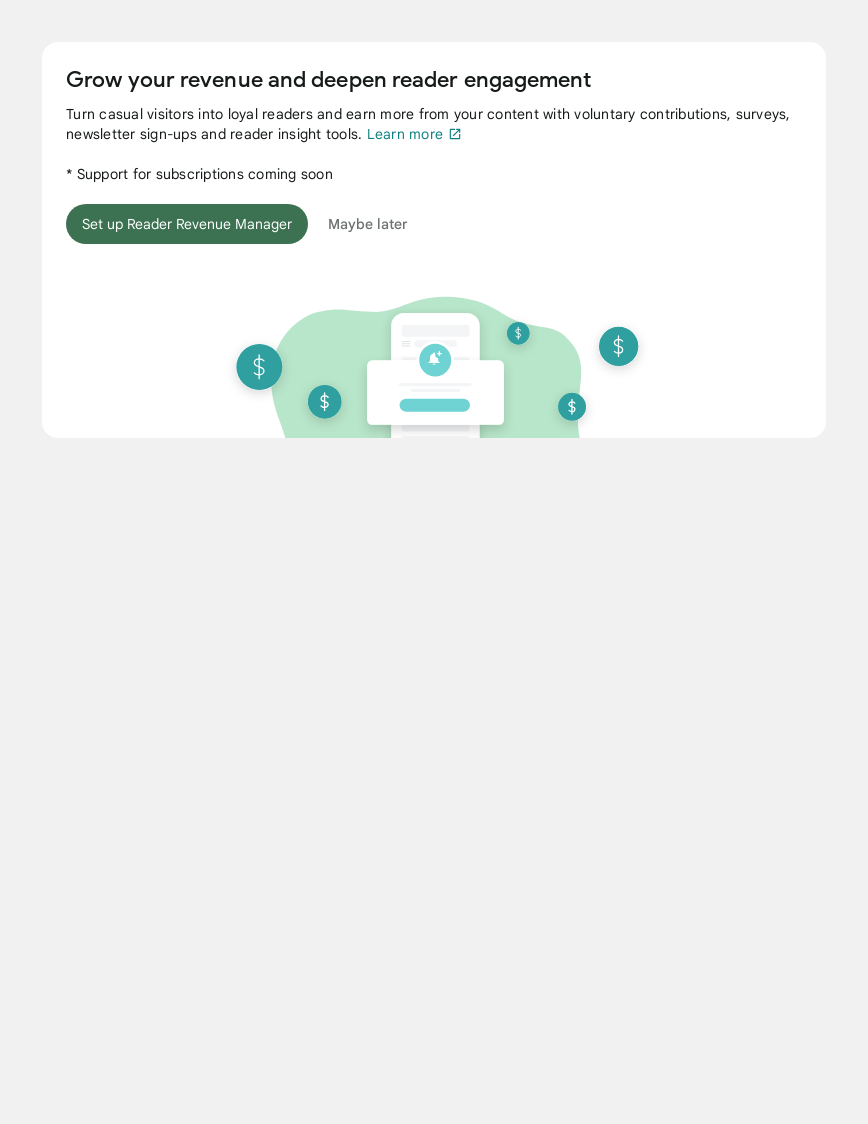 Grow your revenue and deepen reader engagement
Turn casual visitors into loyal readers and earn more from your content with voluntary contributions, surveys,
newsletter sign-ups and reader insight tools. Learn more
* Support for subscriptions coming soon
Set up Reader Revenue Manager
Maybe later
$
$
$
$
$